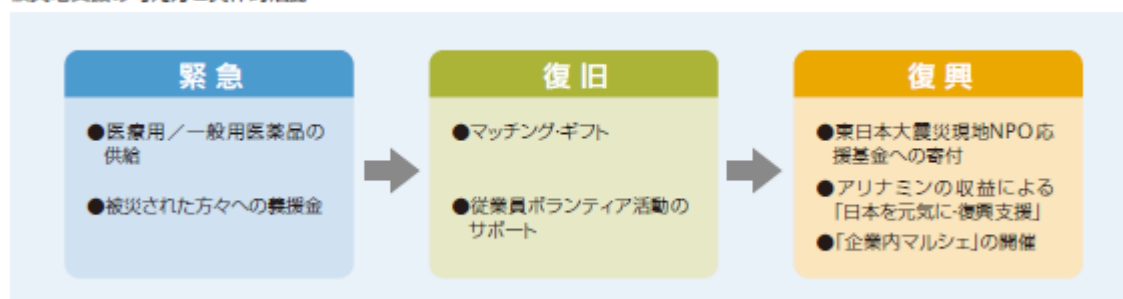 緊急
●医療用／一般用医薬品の
供給
●被災された方々への義援金
復旧
●マッチング・ギフト
●従業員ボランティア活動の
サポート
復興
●東日本大震災現地NPO応
援基金への寄付
●アリナミンの収益による
「日本を元気に・復興支援」
●「企業内マルシェ」の開催